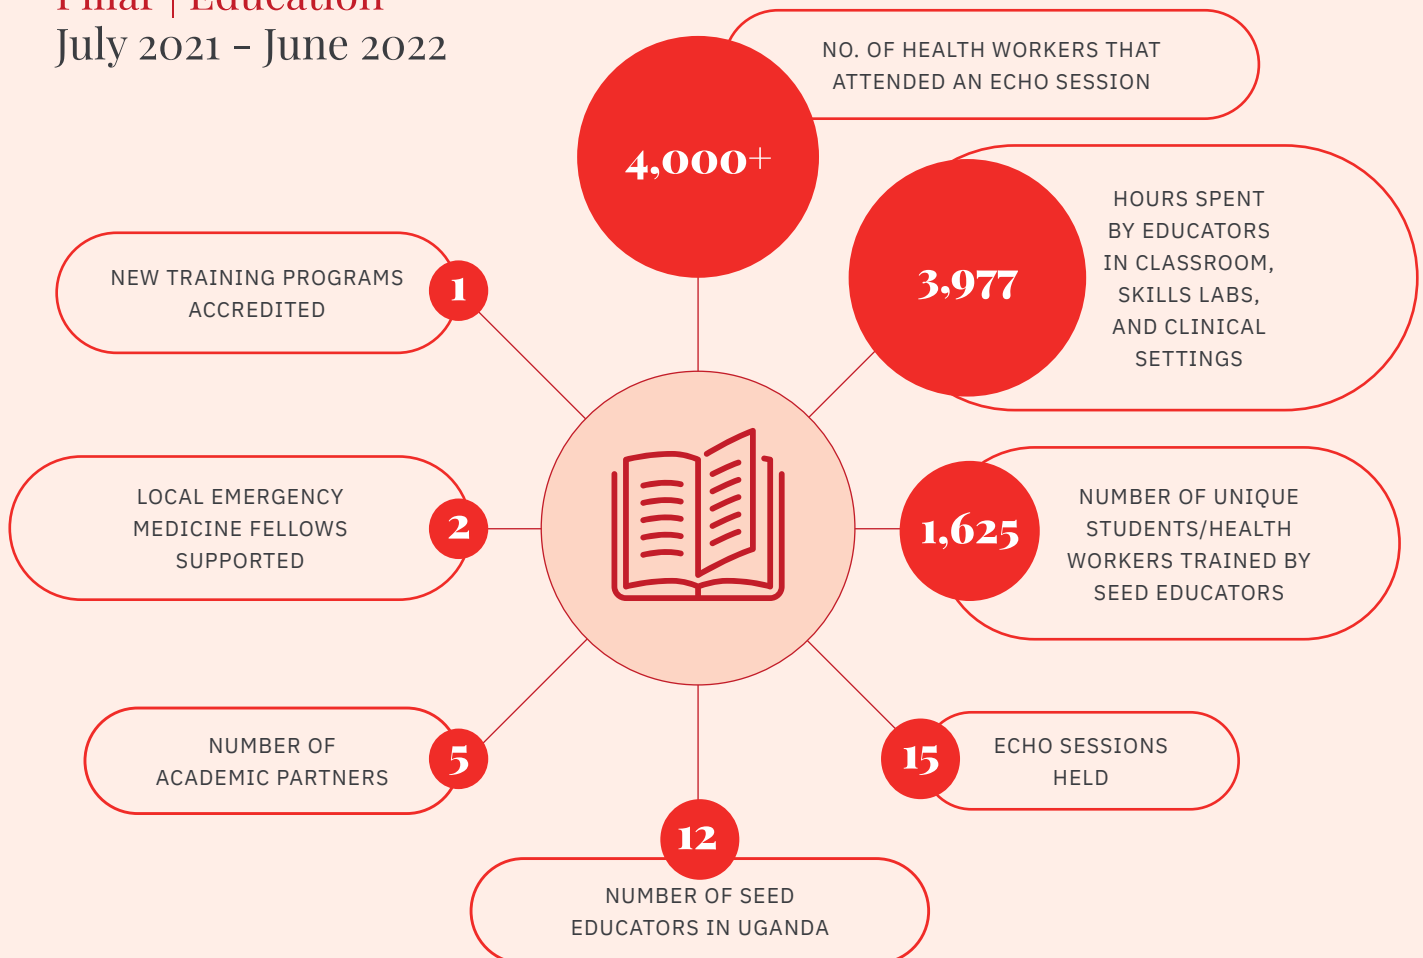 Pillar | Education
July 2021 - June 2022
4,000+
NO. OF HEALTH WORKERS THAT
ATTENDED AN ECHO SESSION
3,977
HOURS SPENT
BY EDUCATORS
IN CLASSROOM,
SKILLS LABS,
AND CLINICAL
SETTINGS
1,625
NUMBER OF UNIQUE
STUDENTS/HEALTH
WORKERS TRAINED BY
SEED EDUCATORS
15
ECHO SESSIONS
HELD
12
NUMBER OF SEED
EDUCATORS IN UGANDA
5
NUMBER OF
ACADEMIC PARTNERS
2
LOCAL EMERGENCY
MEDICINE FELLOWS
SUPPORTED
1
NEW TRAINING PROGRAMS
ACCREDITED